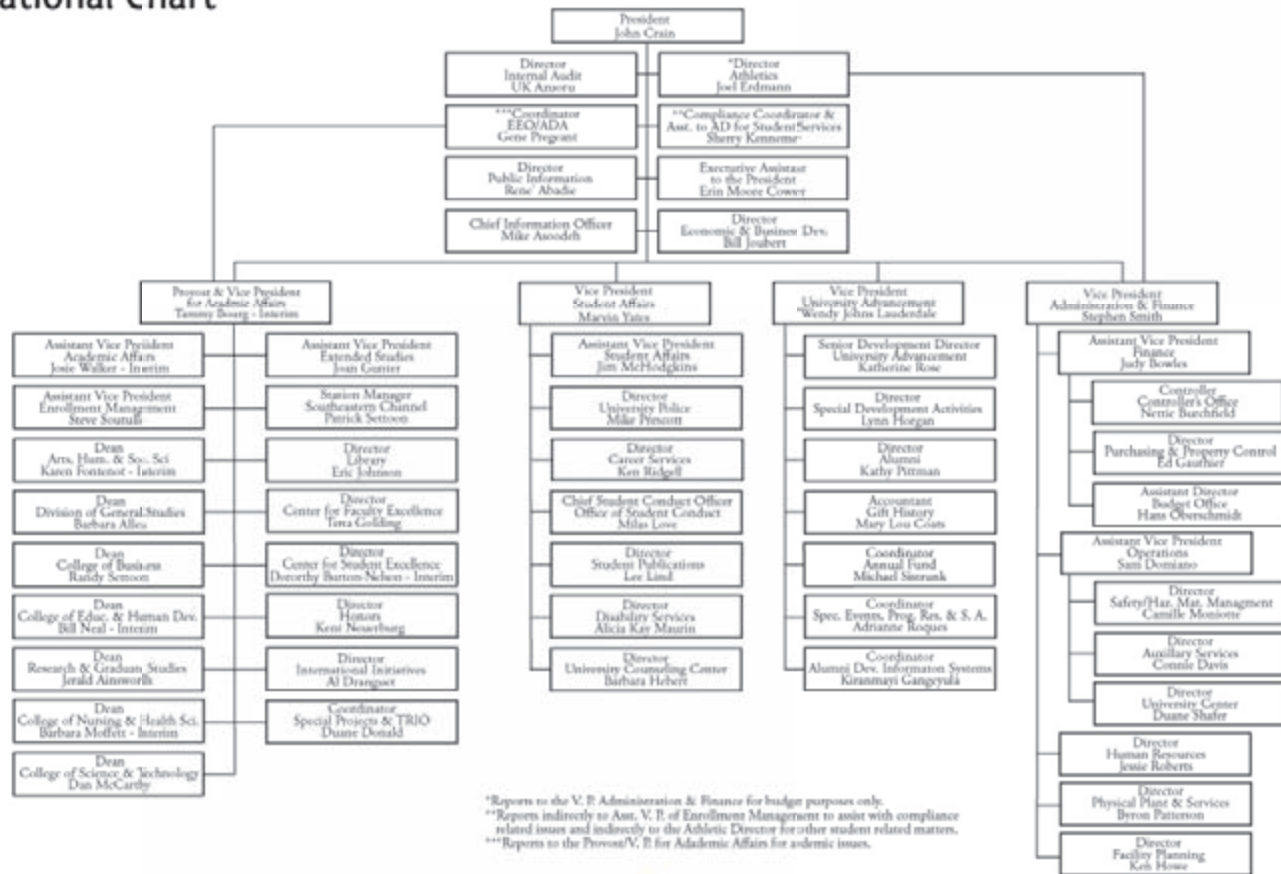 ational Chart
President
John Crain
Director
Internal Audit
UK Anzoru
*Director
Athletics
Joel Erdmann
***Coordinator
EEO/ADA
Gene Pregeant
**Compliance Coordinator &
Asst. to AD for Student Services
Sherry
Director
Public Information
Rene' Abadie
Executive Assistant
to the President
Erin Moore
Chief Information Officer
Mike Asoodeh
Director
Economic & Business Dev.
Bill Joubert
Provost & Vice President
for Academic Affairs
Tammy Bourg - Interim
Vice President
Student Affairs
Marvin Yates
Vice President
University Advancement
Wendy Johns Lauderdale
Vice President
Administration & Finance
Stephen Smith
Assistant Vice President
Academic Affairs
Josie Walker - Interim
Assistant Vice President
Extended Studies
Joan Gunter
Assistant Vice President
Enrollment Management
Steve
Station Manager
Southeastern Channel
Patrick Settoon
Dean
Arts, Hum. & Soc. Sci
Karen Fontenot - Interim
Director
Library
Eric Johnson
Dean
Division of General Studies
Barbara
Director
Center for Faculty Excellence
Tena Golding
Dean
College of Business
Randy Settoon
Director
Center for Student Excellence
Dorothy Burton-Nelson - Interim
Dean
College of Educ. & Human Dev.
Bill Neal - Interim
Director
Honors
Kent Neuerburg
Dean
Research & Graduate Studies
Jerald Ainsworth
Director
International Initiatives
Al Dranguet
Dean
College of Nursing & Health Sci.
Barbara Moffett - Interim
Coordinator
Special Projects & TRIO
Duane Donald
Dean
College of Science & Technology
Dan McCarthy
Assistant Vice President
Student Affairs
Jim McHodgkins
Director
University Police
Mike Prescott
Director
Career Services
Ken Ridgell
Chief Student Conduct Officer
Office of Student Conduct
Milas Love
Director
Student Publications
Lee Lind
Director
Disability Services
Alicia Kay Maurin
Director
University Counseling Center
Barbara Hebert
Senior Development Director
University Advancement
Katherine Rose
Director
Special Development Activities
Lynn Horgan
Director
Alumni
Kathy Pittman
Accountant
Gift History
Mary Lou Coats
Coordinator
Annual Fund
Michael Sistrunk
Coordinator
Spec. Events, Prog. Res. & S. A.
Adrianne Roques
Coordinator
Alumni Dev. Informaton Systems
Kiranmayi Gangeyula
Assistant Vice President
Finance
Judy Bowles
Controller
Controller's Office
Nettie Burchfield
Director
Purchasing & Property Control
Ed Gauthier
Assistant Director
Budget Office
Hans Oberschmidt
Assistant Vice President
Operations
Sam Domiano
Director
Safety/Haz. Mat. Managment
Camille Moniotte
Director
Auxillary Services
Connie Davis
Director
University Center
Duane Shafer
Director
Human Resources
Jessie Roberts
Director
Physical Plant & Services
Byron Patterson
Director
Facility Planning
Ken Howe
*Reports to the V. P. Administration & Finance for budget purposes only.
**Reports indirectly to Asst. V. P. of Enrollment Management to assist with compliance
related issues and indirectly to the Athletic Director for other student related matters.
***Reports to the Provost/V. P. for Adademic Affairs for ademic issues.